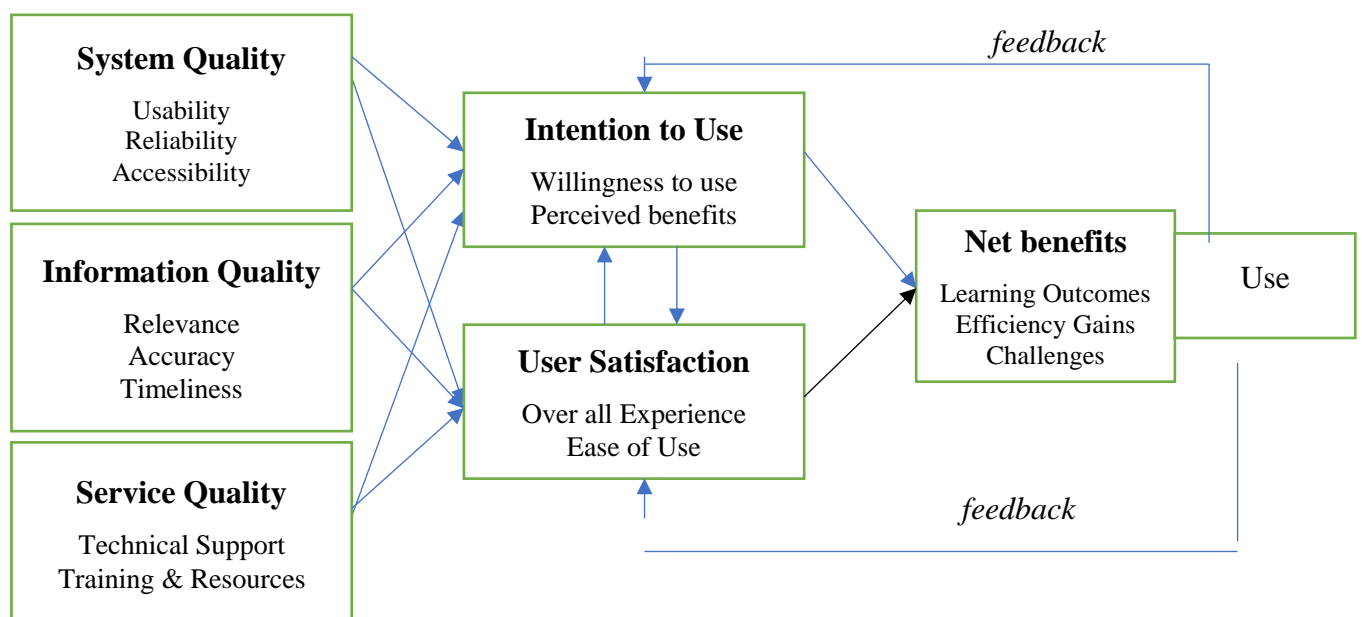 System Quality
Usability
Reliability
Accessibility
Information Quality
Relevance
Accuracy
Timeliness
Service Quality
Technical Support
Training & Resources
feedback
Intention to Use
Willingness to use
Perceived benefits
User Satisfaction
Over all Experience
Ease of Use
Net benefits
Learning Outcomes
Efficiency Gains
Challenges
Use
feedback